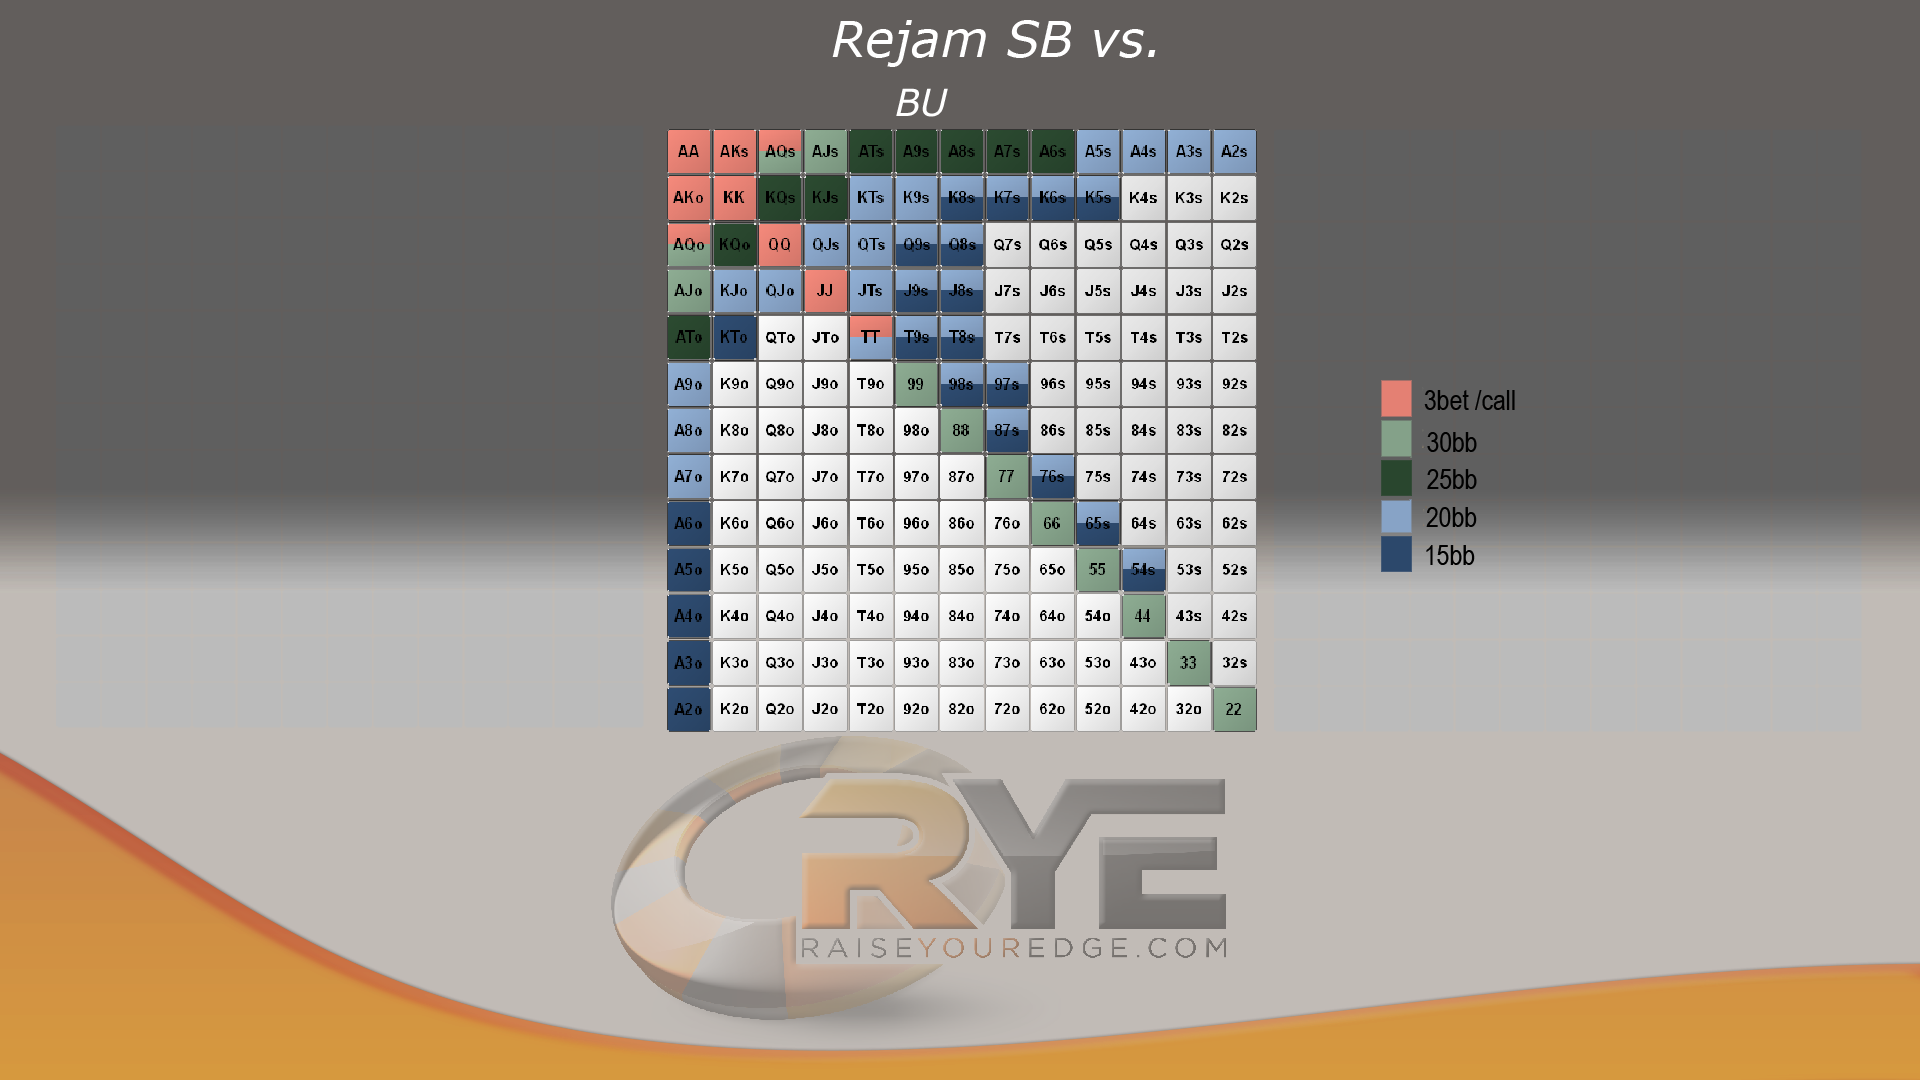 Rejam SB vs.
BU
AA AKs AQs AJs ATs A9s A8s A7s A6s A5s A4s A3s A2s
AKo KK KQs KJs KTs K9s K8s K7s K6s K5s K4s K3s K2s
AQo KQo QQ QJs QTs Q9s Q8s Q7s Q6s Q5s Q4s Q3s Q2s
AJo KJo QJo JJ JTs J9s J8s J7s J6s J5s J4s J3s J2s
ATo KTo QTo JTo TT T9s T8s T7s T6s T5s T4s T3s T2s
A9o K9o Q9o J9o T9o 99 98s 97s 96s 95s 94s 93s 92s
A8o K8o Q8o J8o T8o 98o 88 87s 86s 85s 84s 83s 82s
A7o K7o Q7o J7o T7o 97o 87o 77 76s 75s 74s 73s 72s
A6o K6o Q6o J6o T6o 96o 86o 76o 66 65s 64s 63s 62s
A5o K5o Q5o J5o T5o 95o 85o 75o 65o 55 54s 53s 52s
A4o K4o Q4o J4o T4o 94o 84o 74o 64o 54o 44 43s 42s
A3o K3o Q3o J3o T3o 93o 83o 73o 63o 53o 43o 33 32s
A2o K2o Q2o J2o T2o 92o 82o 72o 62o 52o 42o 32o 22
3bet /call
30bb
25bb
20bb
15bb
RYE
RAISEYOUREDGE.COM